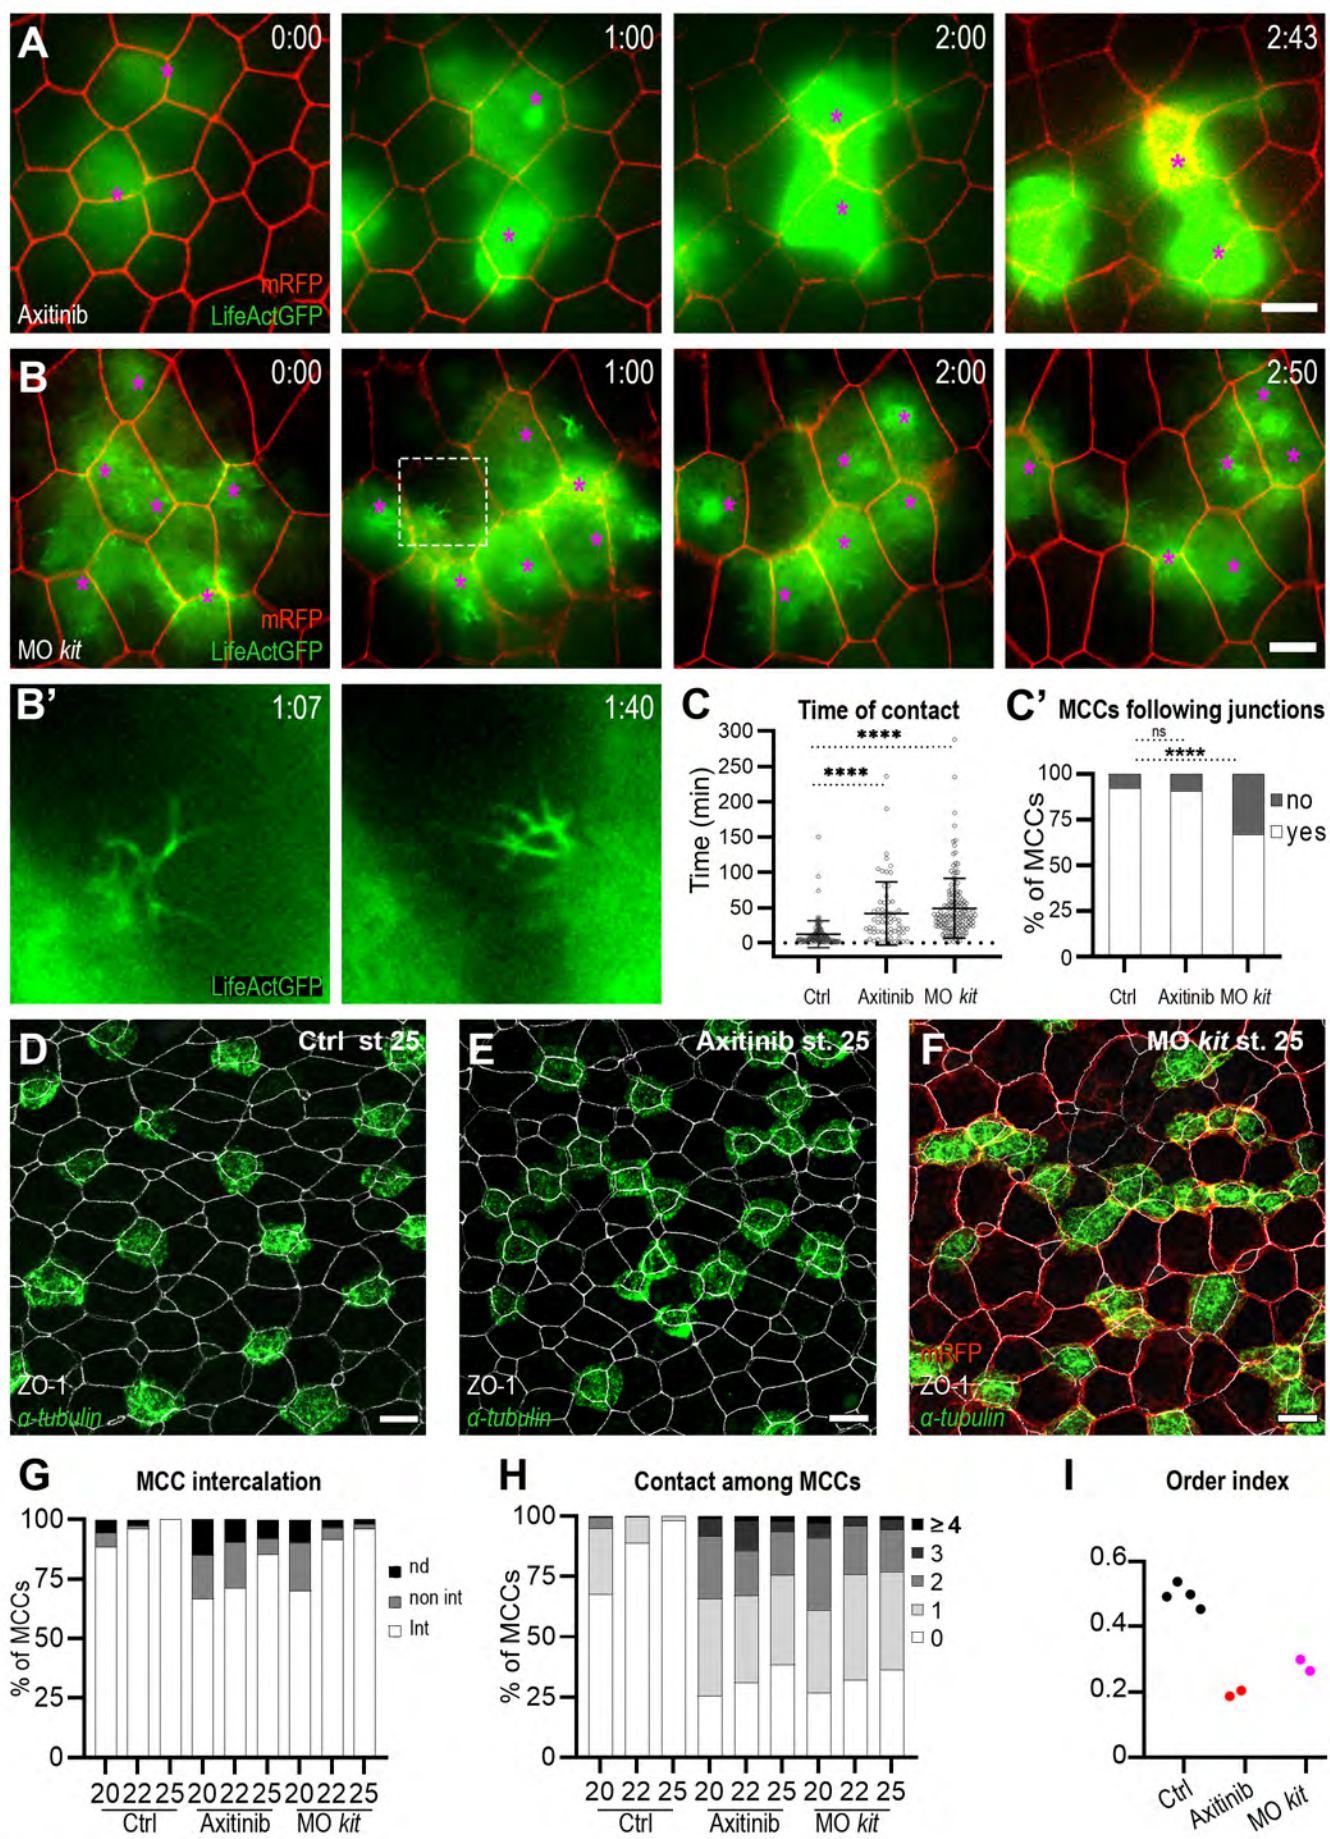 A
0:00
1:00
2:00
2:43
mRFP
Axitinib
LifeActGFP
B
0:00
1:00
2:00
2:50
mRFP
MO kit
LifeActGFP
B'
1:07
1:40
LifeActGFP
C
Time of contact
****
****
300
250
200
150
100
50
0
Time (min)
Ctrl
Axitinib
MO kit
C'
MCCs following junctions
ns
****
100
75
50
25
0
% of MCCs
no
yes
Ctrl
Axitinib
MO kit
D
Ctrl st 25
ZO-1
α-tubulin
E
Axitinib st. 25
ZO-1
α-tubulin
F
MO kit st. 25
mRFP
ZO-1
α-tubulin
G
MCC intercalation
100
75
50
25
0
% of MCCs
nd
non int
Int
20 22 25 20 22 25 20 22 25
Ctrl Axitinib MO kit
H
Contact among MCCs
100
75
50
25
0
% of MCCs
≥ 4
3
2
1
0
20 22 25 20 22 25 20 22 25
Ctrl Axitinib MO kit
I
Order index
0.6
0.4
0.2
0
Ctrl
Axitinib
MO kit